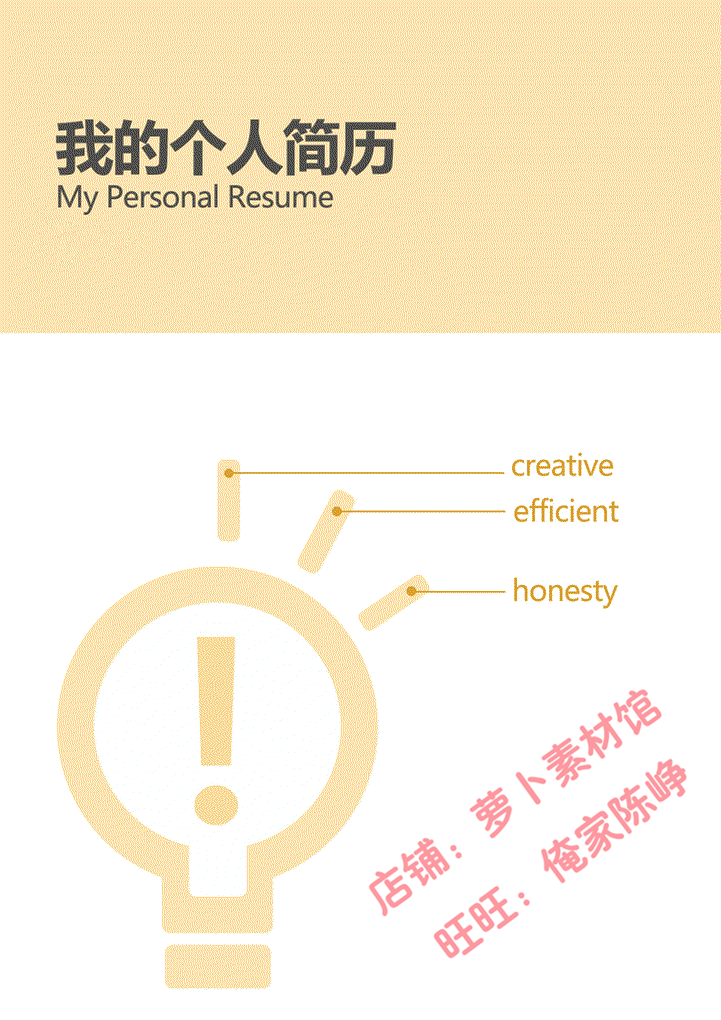 我的个人简历
My Personal Resume
creative
efficient
honesty
店铺：萝卜素材馆
旺旺：俺家陈峥